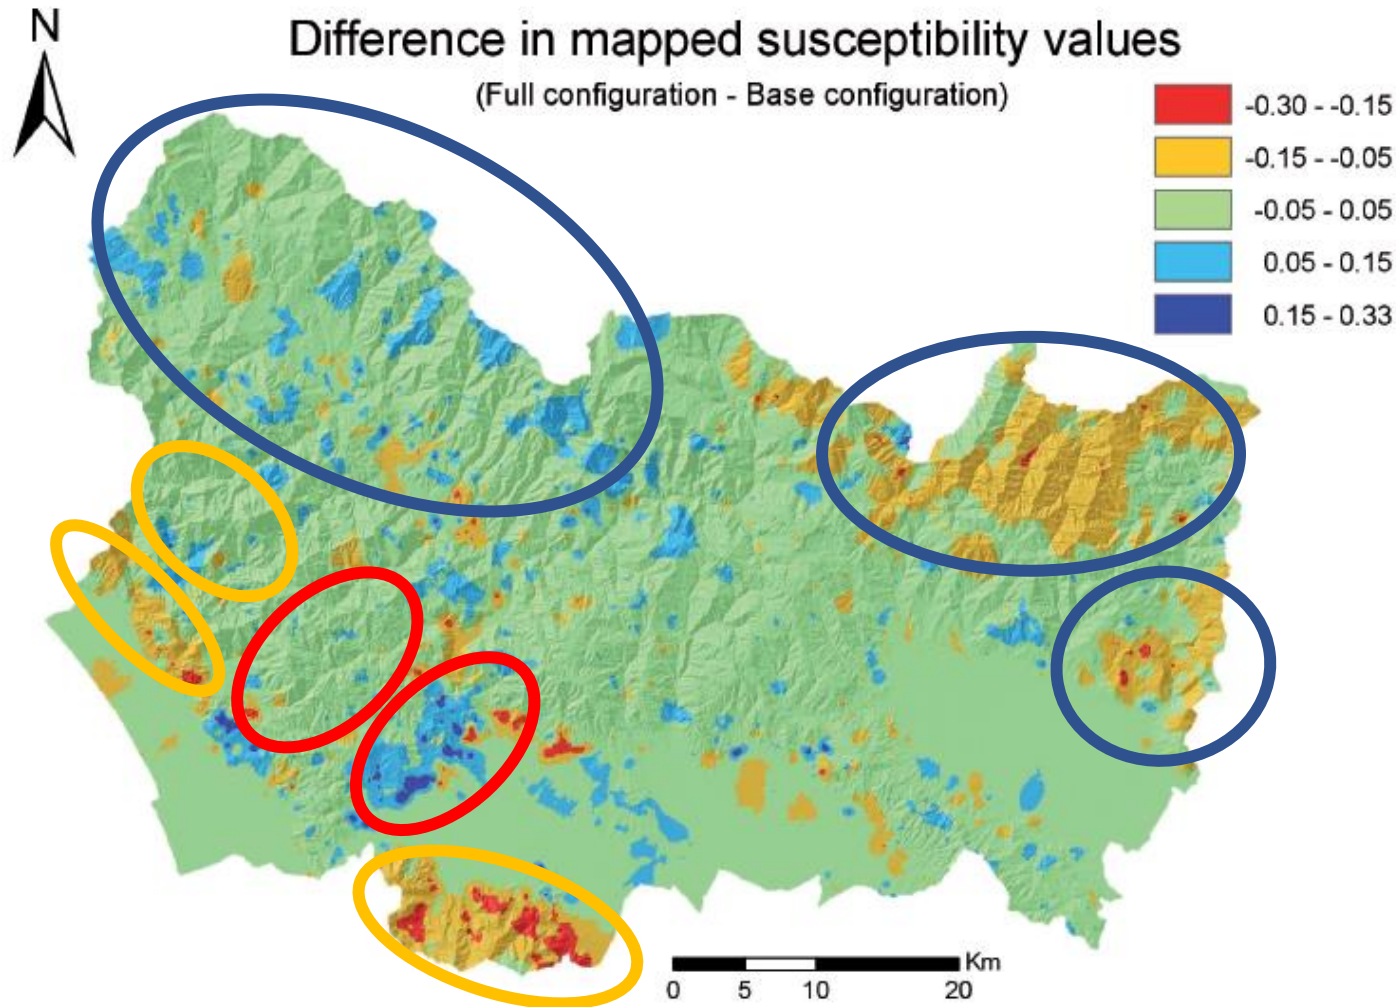 N
Difference in mapped susceptibility values
(Full configuration - Base configuration)
-0.30 - -0.15
-0.15 - -0.05
-0.05 - 0.05
0.05 - 0.15
0.15 - 0.33
Km
0 5 10 20